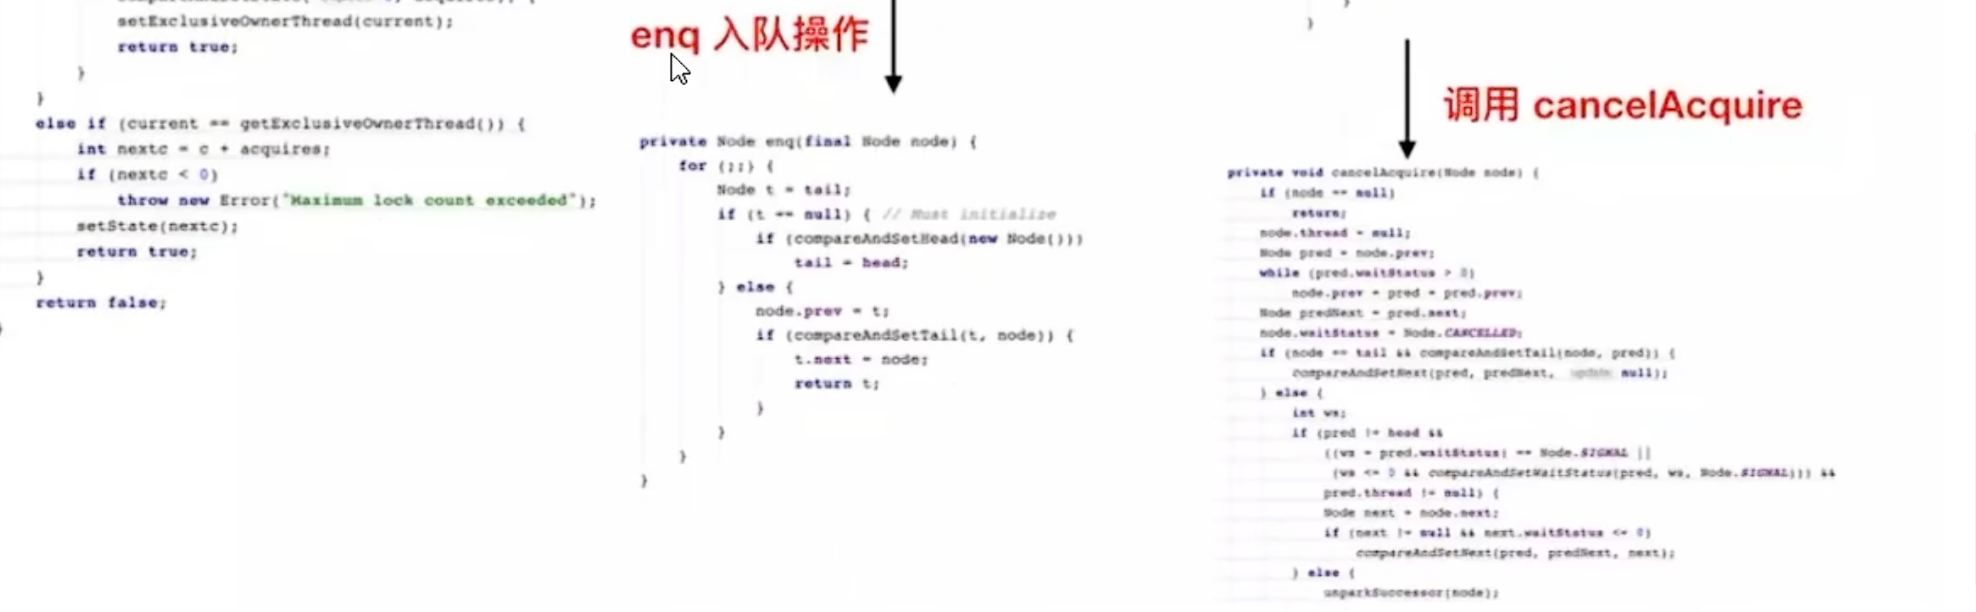 setExclusiveOwnerThread(current);
return true;
}
}
else if (current == getExclusiveOwnerThread()) {
int nextc = c + acquires;
if (nextc < 0)
throw new Error("Maximum lock count exceeded");
setState(nextc);
return true;
}
return false;
}
enq 入队操作
private Node enq(final Node node) {
for (;;) {
Node t = tail;
if (t == null) { // Must initialize
if (compareAndSetHead(new Node()))
tail = head;
} else {
node.prev = t;
if (compareAndSetTail(t, node)) {
t.next = node;
return t;
}
}
}
}
}
}
调用 cancelAcquire
private void cancelAcquire(Node node) {
if (node == null)
return;
node.thread = null;
Node pred = node.prev;
while (pred.waitStatus > 0)
node.prev = pred = pred.prev;
Node predNext = pred.next;
node.waitStatus = Node.CANCELLED;
if (node == tail && compareAndSetTail(node, pred)) {
compareAndSetNext(pred, predNext, update: null);
} else {
int ws;
if (pred != head &&
((ws = pred.waitStatus) == Node.SIGNAL ||
(ws <= 0 && compareAndSetWaitStatus(pred, ws, Node.SIGNAL))) &&
pred.thread != null) {
Node next = node.next;
if (next != null && next.waitStatus <= 0)
compareAndSetNext(pred, predNext, next);
} else {
unparkSuccessor(node);